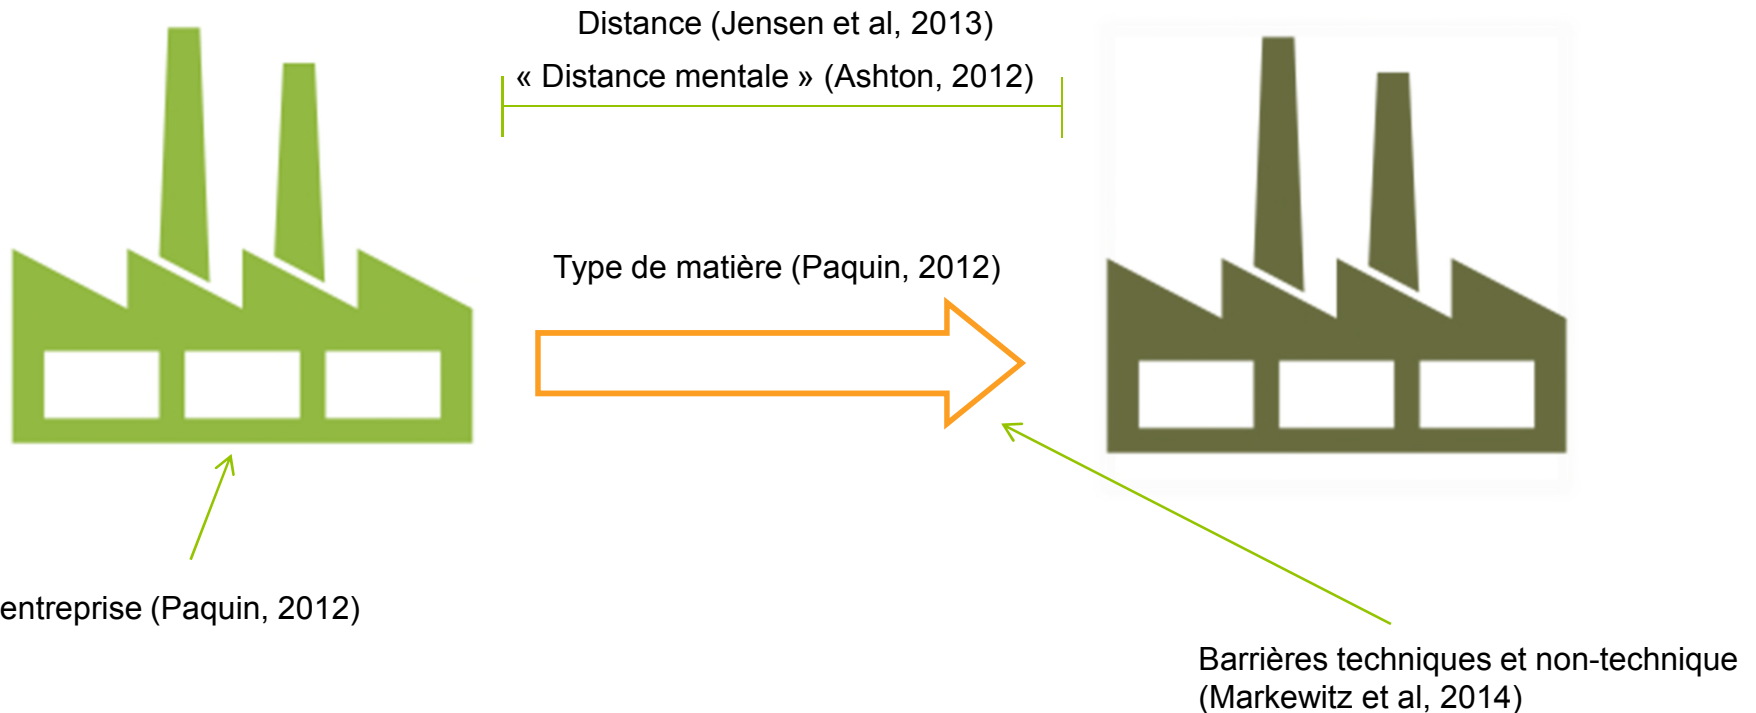 Distance (Jensen et al, 2013)
« Distance mentale » (Ashton, 2012)
Type de matière (Paquin, 2012)
entreprise (Paquin, 2012)
Barrières techniques et non-technique
(Markewitz et al, 2014)